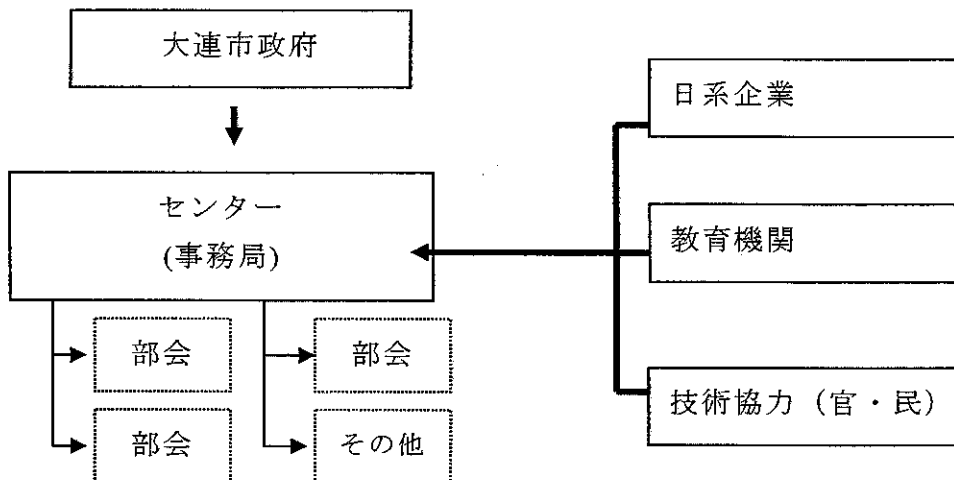 大連市政府
日系企業
センター
(事務局)
教育機関
部会
部会
技術協力（官・民）
部会
その他